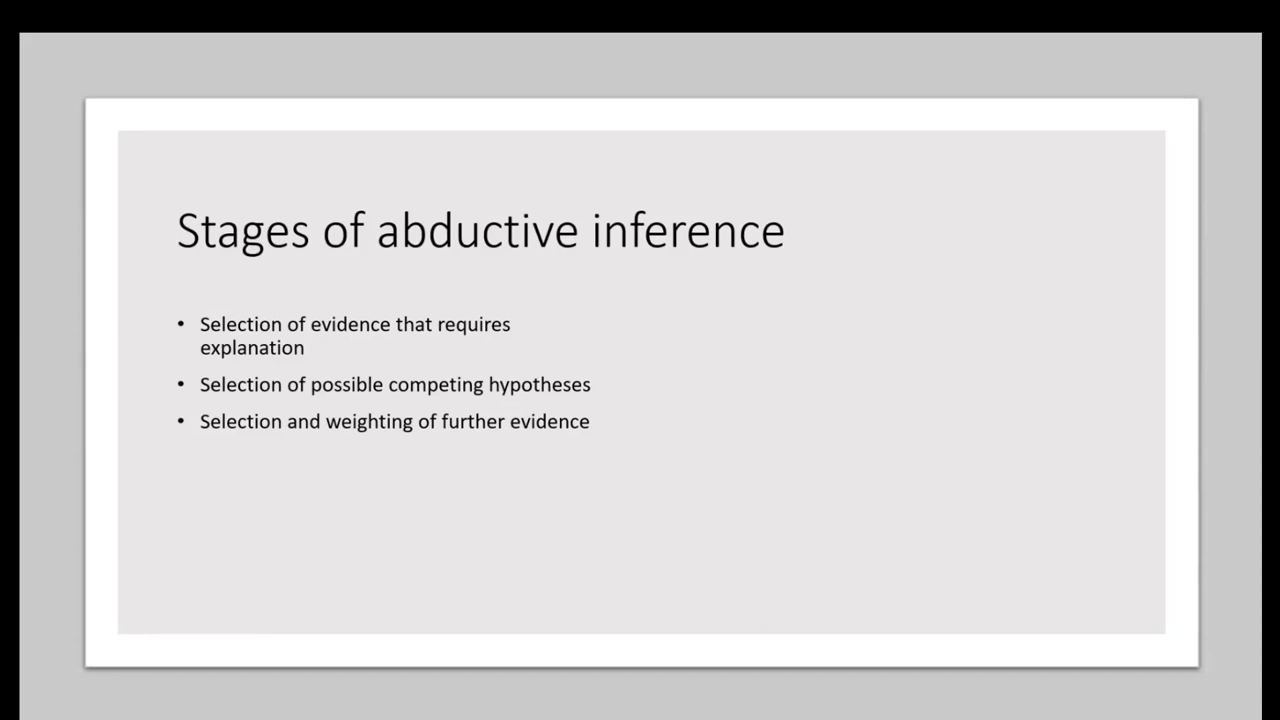 Stages of abductive inference
• Selection of evidence that requires
explanation
• Selection of possible competing hypotheses
• Selection and weighting of further evidence